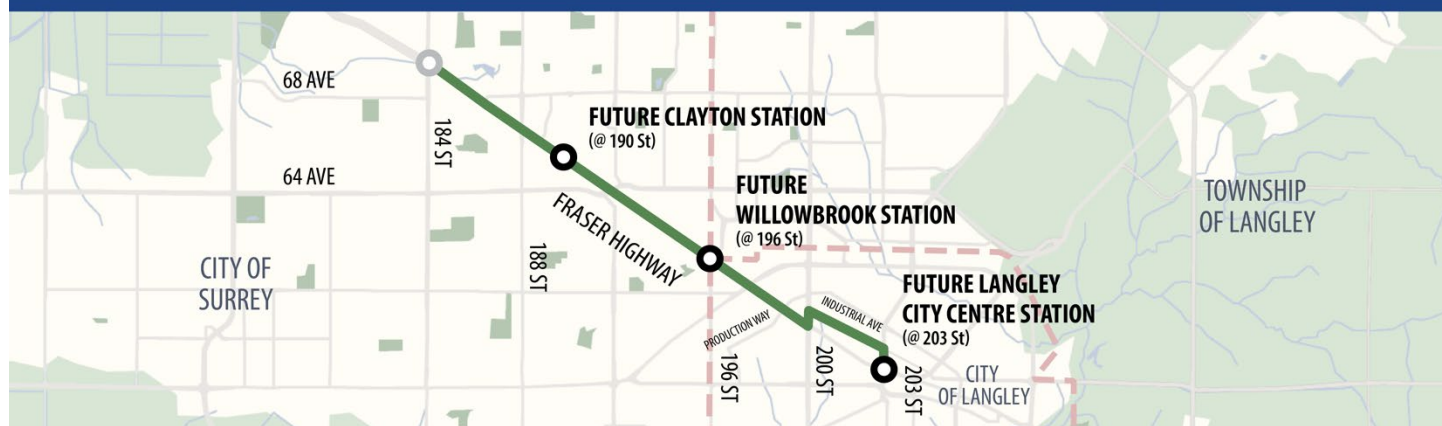 68 AVE
184 ST
FUTURE CLAYTON STATION
(@ 190 St)
64 AVE
FUTURE
WILLOWBROOK STATION
(@ 196 St)
TOWNSHIP
OF LANGLEY
FRASER HIGHWAY
188 ST
CITY OF
SURREY
FUTURE LANGLEY
CITY CENTRE STATION
(@ 203 St)
INDUSTRIAL AVE
PRODUCTION WAY
196 ST
200 ST
203 ST
CITY
OF LANGLEY